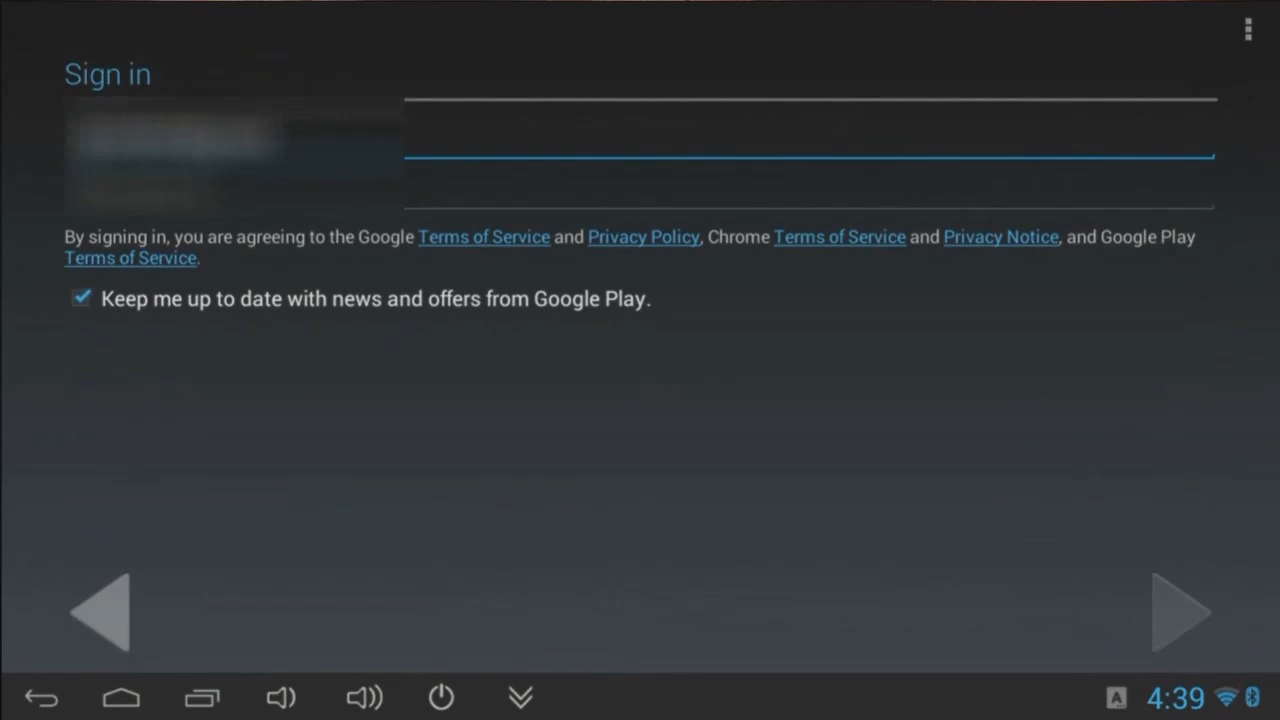 Sign in
By signing in, you are agreeing to the Google Terms of Service and Privacy Policy, Chrome Terms of Service and Privacy Notice, and Google Play
Terms of Service.
Keep me up to date with news and offers from Google Play.
A
4:39